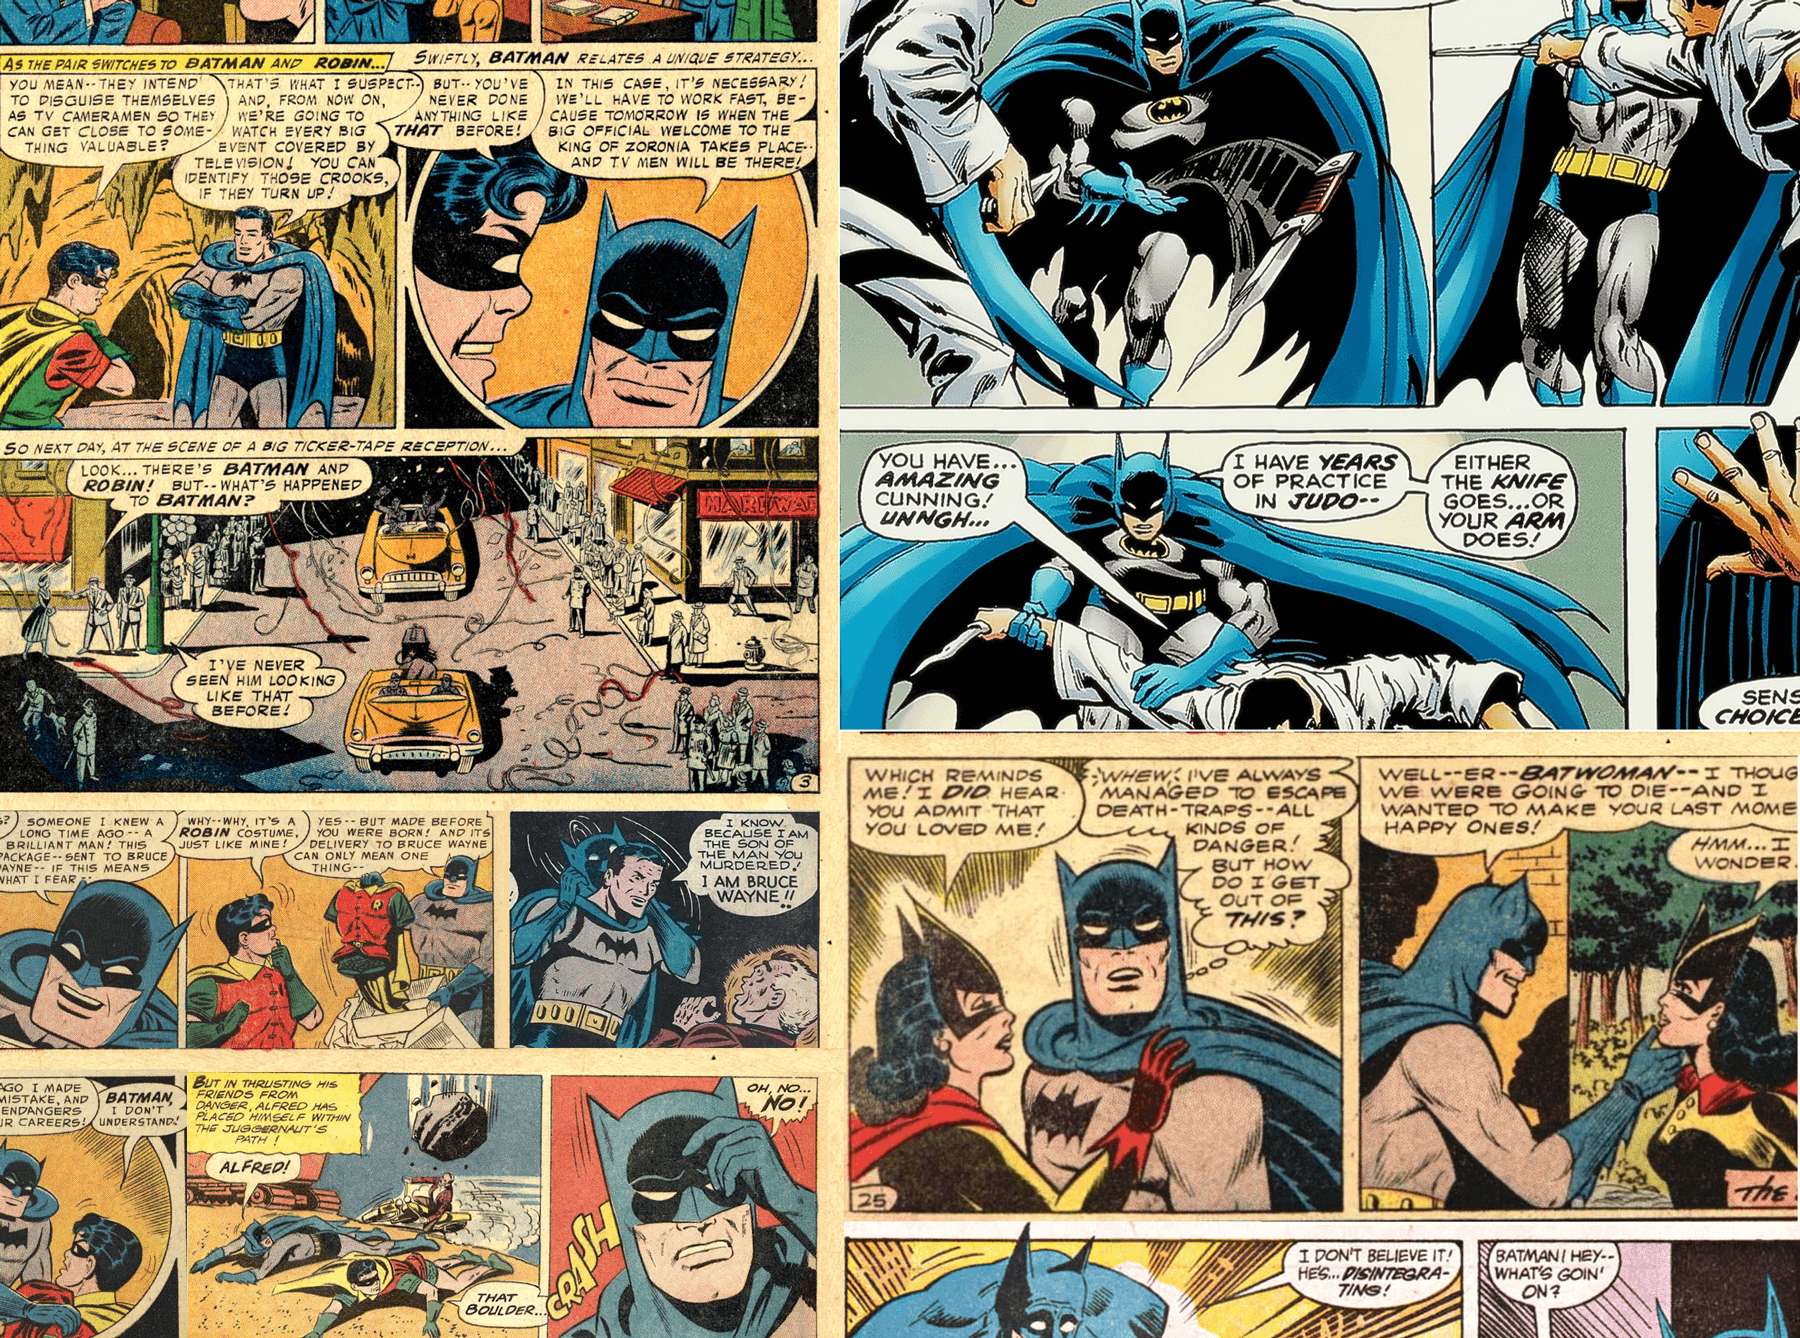 AS THE PAIR SWITCHES TO BATMAN AND ROBIN...
YOU MEAN--THEY INTEND
TO DISGUISE THEMSELVES
AS TV CAMERAMEN SO THEY
CAN GET CLOSE TO SOME-
THING VALUABLE?
THAT'S WHAT I SUSPECT--
AND, FROM NOW ON,
WE'RE GOING TO
WATCH EVERY BIG
EVENT COVERED BY
TELEVISION! YOU CAN
IDENTIFY THOSE CROOKS,
IF THEY TURN UP!
SWIFTLY, BATMAN RELATES A UNIQUE STRATEGY...
BUT--YOU'VE
NEVER DONE
ANYTHING LIKE
THAT BEFORE!
IN THIS CASE, IT'S NECESSARY!
WE'LL HAVE TO WORK FAST, BE-
CAUSE TOMORROW IS WHEN THE
BIG OFFICIAL WELCOME TO THE
KING OF ZORONIA TAKES PLACE--
AND TV MEN WILL BE THERE!
SO NEXT DAY, AT THE SCENE OF A BIG TICKER-TAPE RECEPTION...
LOOK...THERE'S BATMAN AND
ROBIN! BUT--WHAT'S HAPPENED
TO BATMAN?
HARDWAR
I'VE NEVER
SEEN HIM LOOKING
LIKE THAT
BEFORE!
3
S? SOMEONE I KNEW A
LONG TIME AGO--A
BRILLIANT MAN! THIS
PACKAGE--SENT TO BRUCE
AYNE--IF THIS MEANS
WHAT I FEAR--
WHY--WHY, IT'S A
ROBIN COSTUME,
JUST LIKE MINE!
YES--BUT MADE BEFORE
YOU WERE BORN! AND ITS
DELIVERY TO BRUCE WAYNE
CAN ONLY MEAN ONE
THING--
I KNOW
BECAUSE I AM
THE SON OF
THE MAN YOU
MURDERED!
I AM BRUCE
WAYNE!!
AGO I MADE
MISTAKE, AND
ENDANGERS
UR CAREERS!
BATMAN,
I DON'T
UNDERSTAND!
BUT IN THRUSTING HIS
FRIENDS FROM
DANGER, ALFRED HAS
PLACED HIMSELF WITHIN
THE JUGGERNAUT'S
PATH!
ALFRED!
THAT
BOULDER...
OH, NO...
NO!
CRASH
YOU HAVE...
AMAZING
CUNNING!
UNNGH...
I HAVE YEARS
OF PRACTICE
IN JUDO--
EITHER
THE KNIFE
GOES...OR
YOUR ARM
DOES!
SENS
CHOICE
WHICH REMINDS
ME! I DID HEAR
YOU ADMIT THAT
YOU LOVED ME!
WHEW! I'VE ALWAYS
MANAGED TO ESCAPE
DEATH-TRAPS--ALL
KINDS OF
DANGER!
BUT HOW
DO I GET
OUT OF
THIS?
25
WELL--ER--BATWOMAN--I THOUG
WE WERE GOING TO DIE--AND I
WANTED TO MAKE YOUR LAST MOME
HAPPY ONES!
HMM...I
WONDER.
THE
I DON'T BELIEVE IT!
HE'S...DISINTEGRA-
TING!
BATMAN! HEY--
WHAT'S GOIN'
ON?